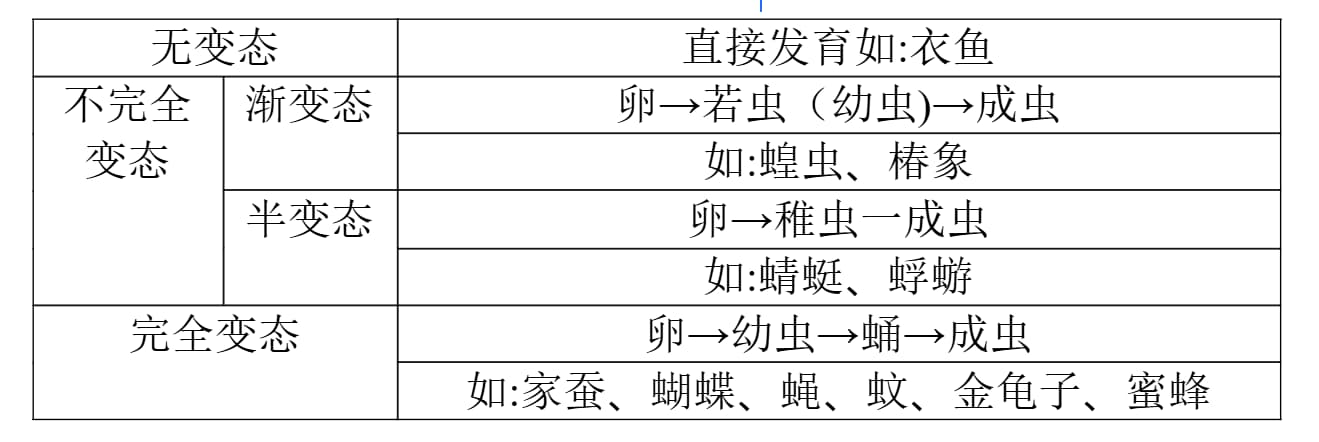 无变态 直接发育如:衣鱼
不完全变态 渐变态 卵→若虫（幼虫)→成虫
如:蝗虫、椿象
半变态 卵→稚虫一成虫
如:蜻蜓、蜉蝣
完全变态 卵→幼虫→蛹→成虫
如:家蚕、蝴蝶、蝇、蚊、金龟子、蜜蜂